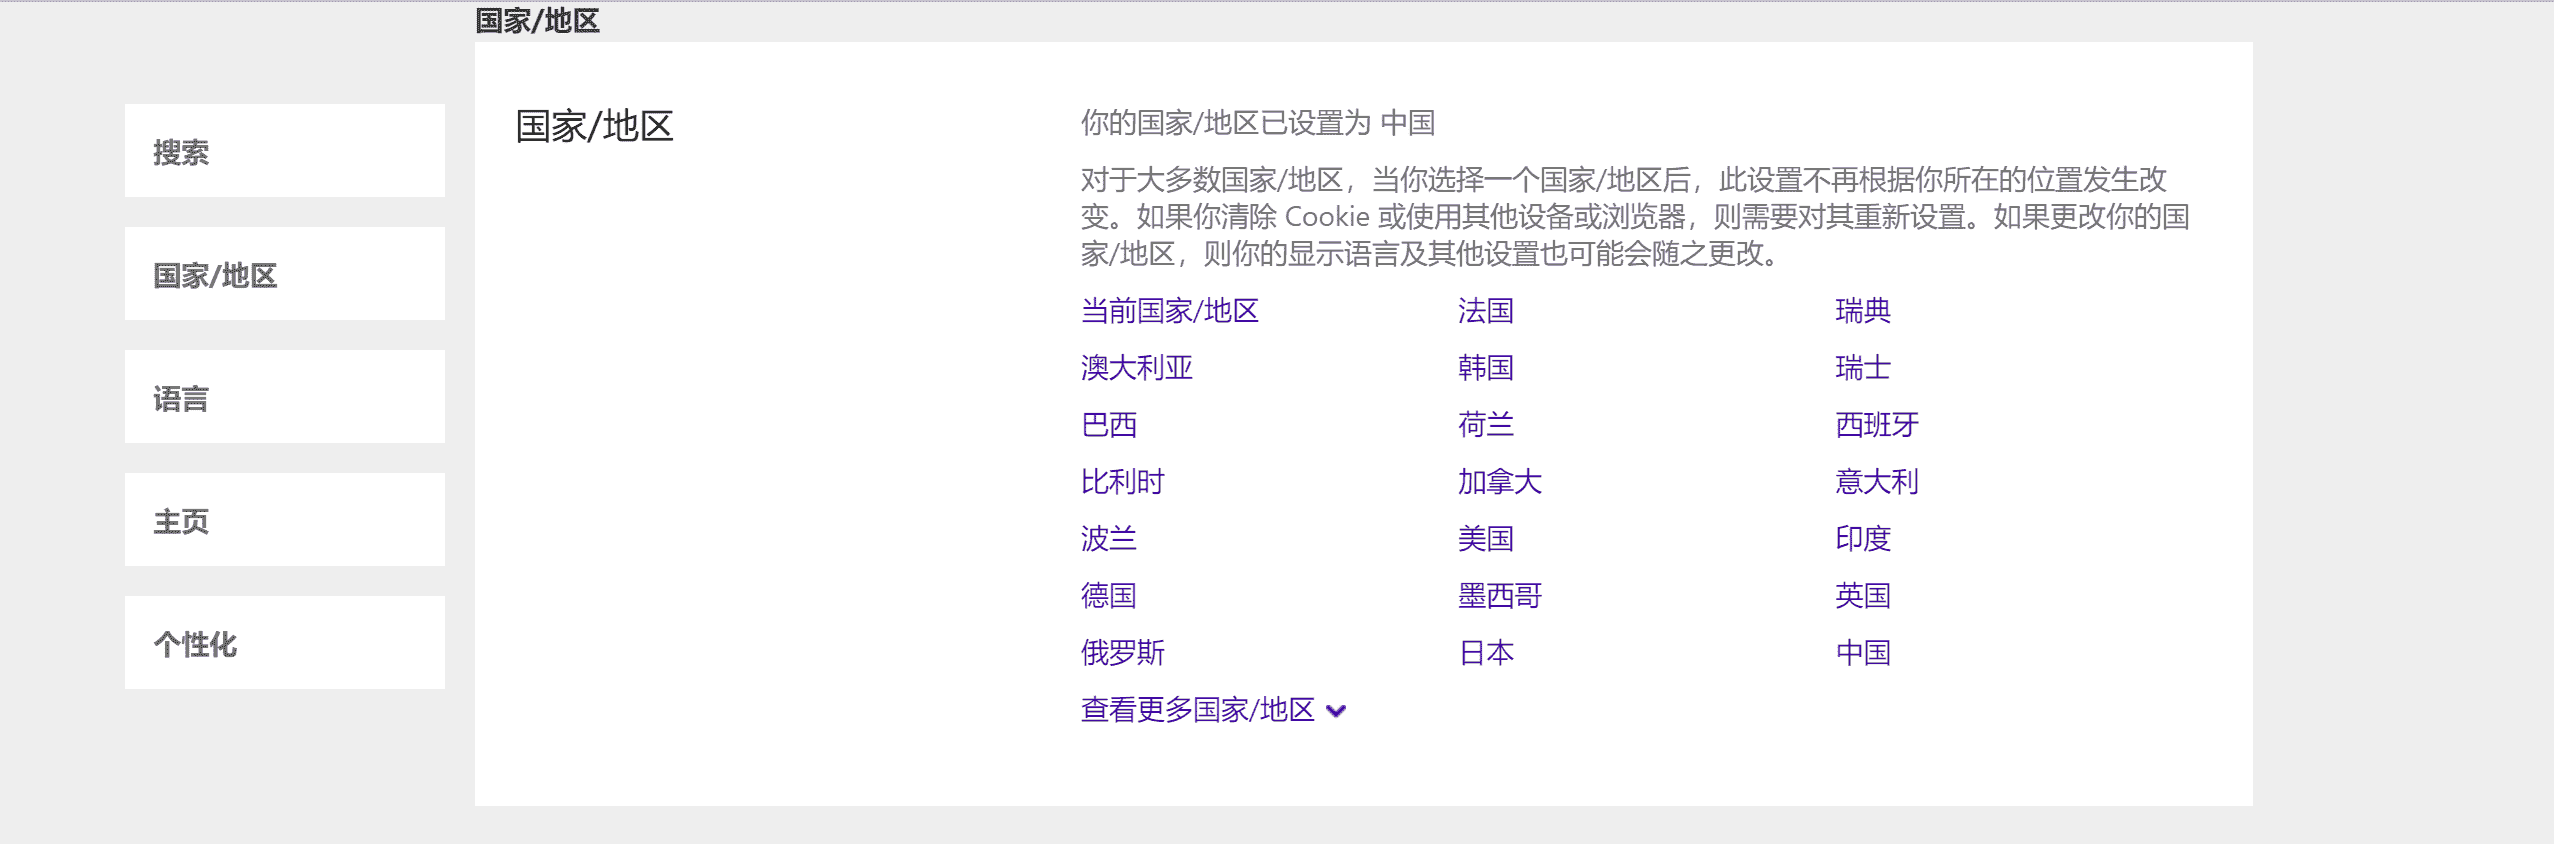 国家/地区
搜索
国家/地区
语言
主页
个性化
国家/地区
你的国家/地区已设置为 中国
对于大多数国家/地区，当你选择一个国家/地区后，此设置不再根据你所在的位置发生改
变。如果你清除 Cookie 或使用其他设备或浏览器，则需要对其重新设置。如果更改你的国
家/地区，则你的显示语言及其他设置也可能会随之更改。
当前国家/地区 法国 瑞典
澳大利亚 韩国 瑞士
巴西 荷兰 西班牙
比利时 加拿大 意大利
波兰 美国 印度
德国 墨西哥 英国
俄罗斯 日本 中国
查看更多国家/地区